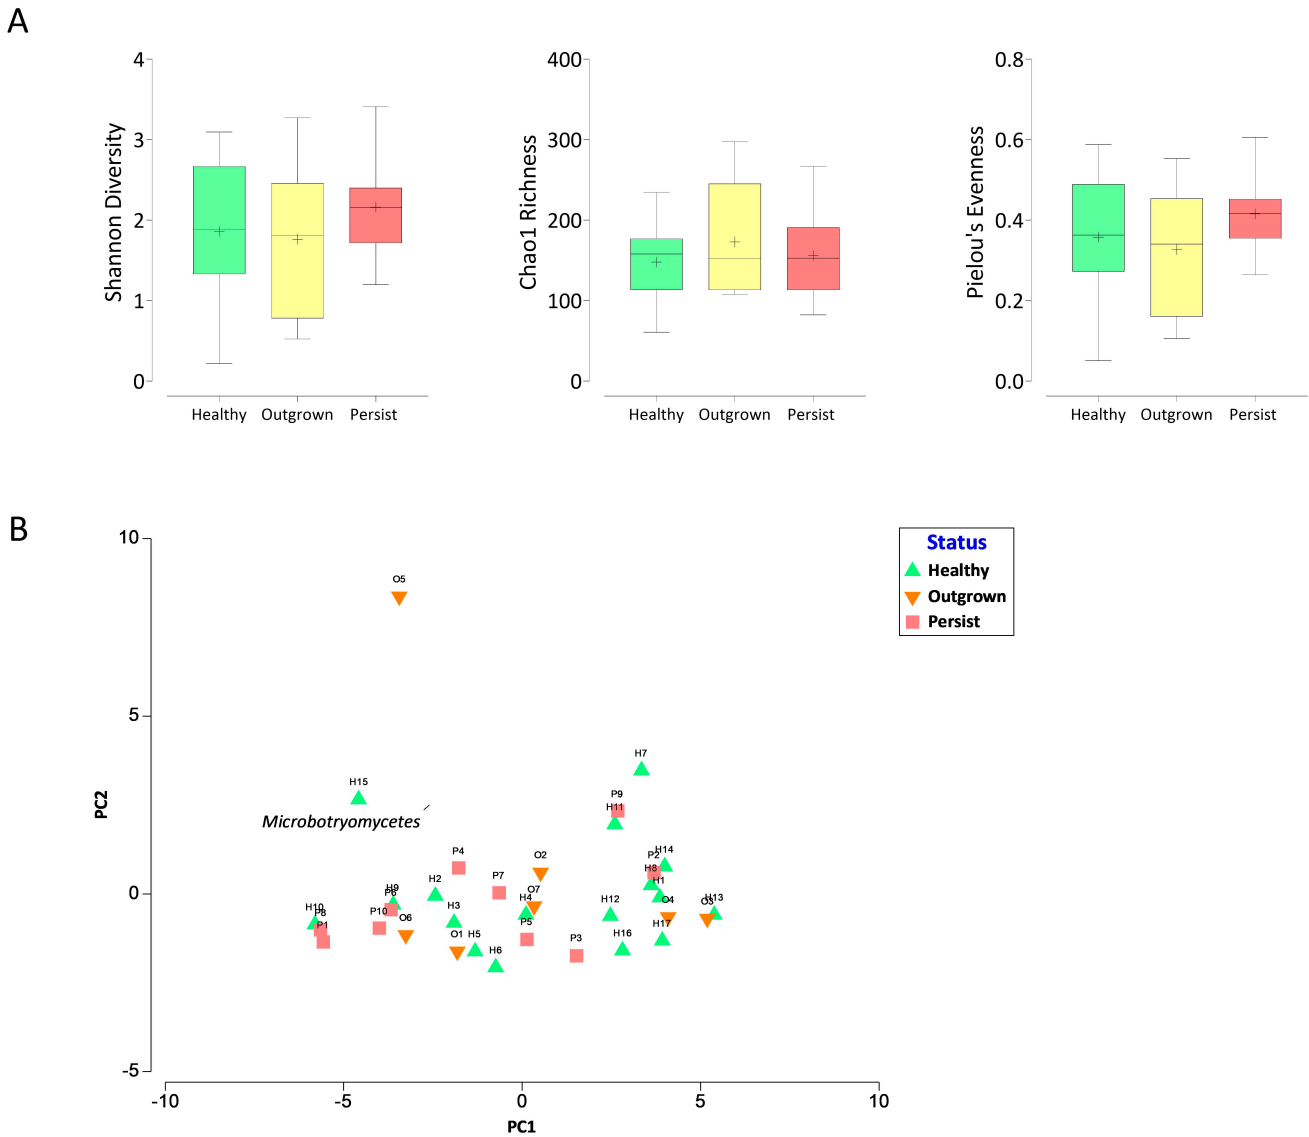 A
Shannon Diversity
4
3
2
1
0
Healthy Outgrown Persist
Chao1 Richness
400
300
200
100
0
Healthy Outgrown Persist
Pielou's Evenness
0.8
0.6
0.4
0.2
0.0
Healthy Outgrown Persist
B
Status
Healthy
Outgrown
Persist
PC2
10
5
0
-5
O5
H7
H15
P9
H11
Microbotryomycetes
P4
O2
P2
H14
P7
H8
H2
H1
H9
P6
O7
H4
H12
O4
O3
H13
H10
P8
P10
H3
O6
P1
P5
H17
O1
H5
P3
H16
H6
-10 -5 0 5 10
PC1